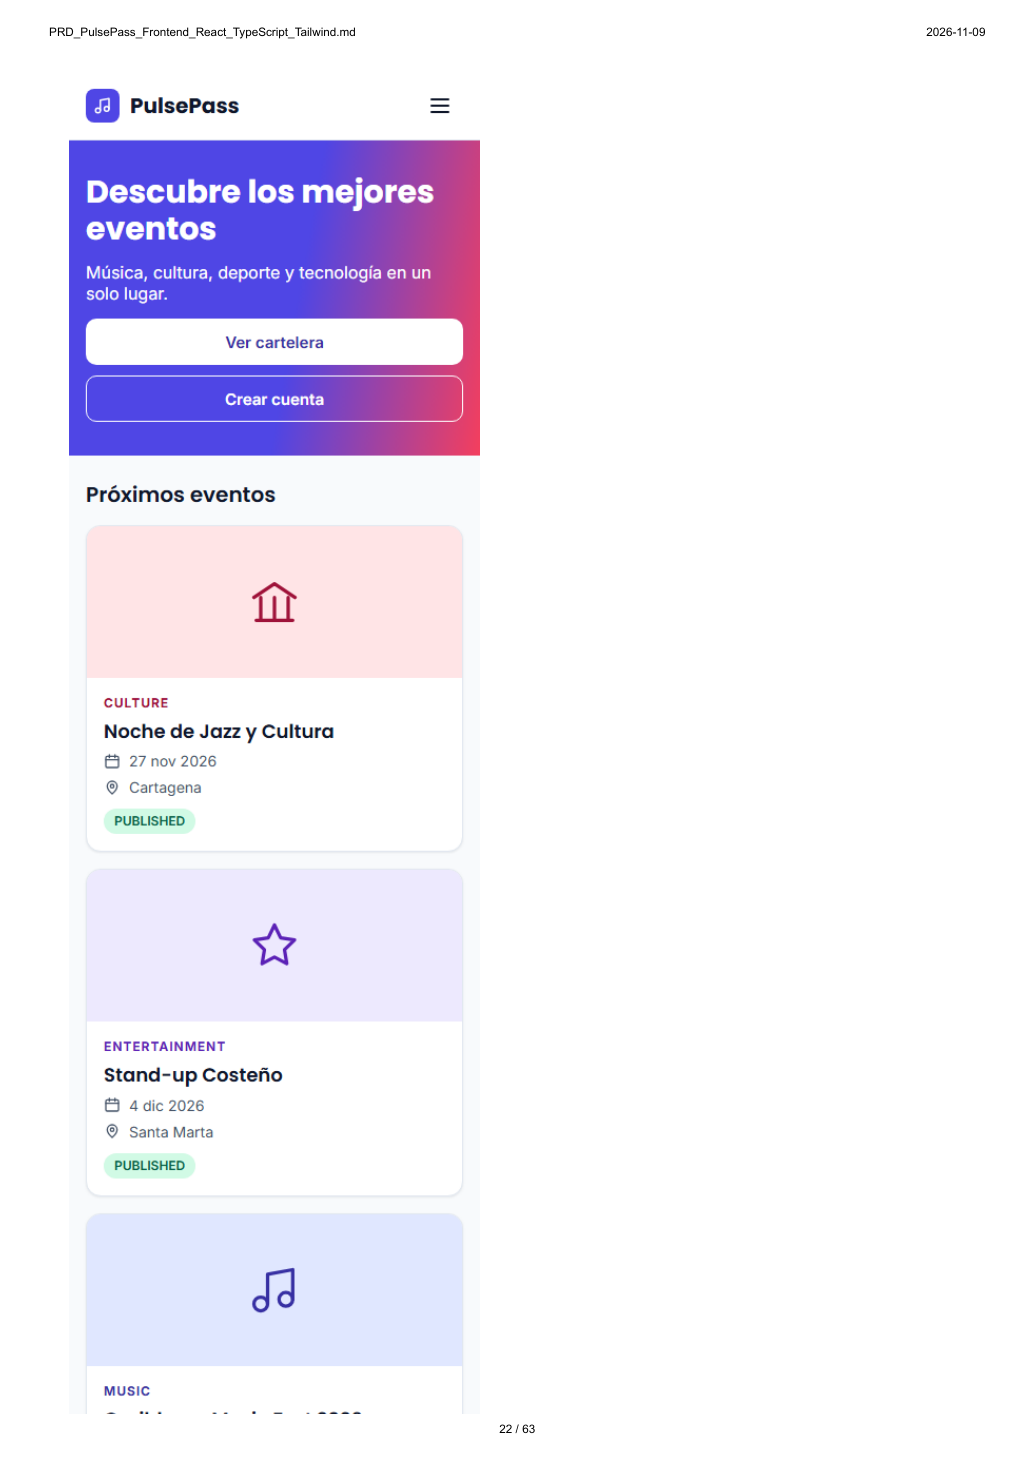 PRD_PulsePass_Frontend_React_TypeScript_Tailwind.md
2026-11-09
PulsePass
Descubre los mejores
eventos
Música, cultura, deporte y tecnología en un
solo lugar.
Ver cartelera
Crear cuenta
Próximos eventos
CULTURE
Noche de Jazz y Cultura
27 nov 2026
Cartagena
PUBLISHED
ENTERTAINMENT
Stand-up Costeño
4 dic 2026
Santa Marta
PUBLISHED
MUSIC
22 / 63